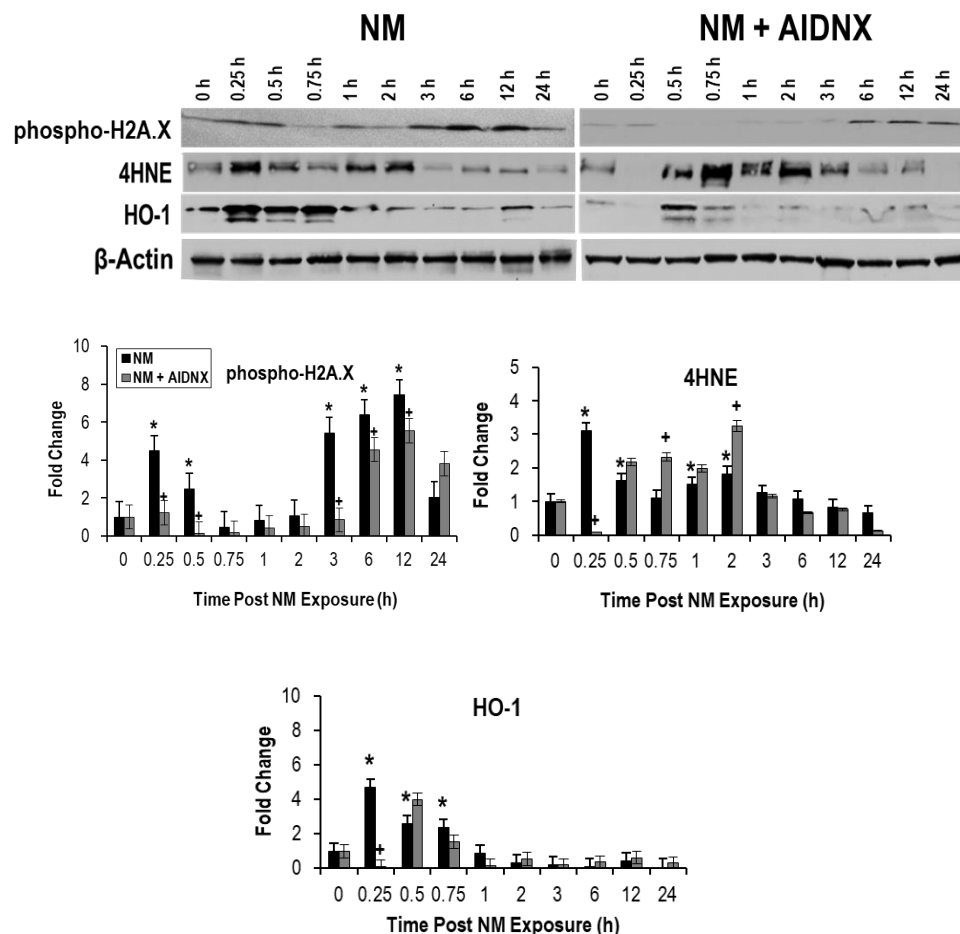 NM NM + AIDNX
0 h 0.25 h 0.5 h 0.75 h 1 h 2 h 3 h 6 h 12 h 24 h 0 h 0.25 h 0.5 h 0.75 h 1 h 2 h 3 h 6 h 12 h 24 h
phospho-H2A.X
4HNE
HO-1
β-Actin
phospho-H2A.X
NM
NM + AIDNX
Fold Change
10
8
6
4
2
0
* + * + * + * + * +
0 0.25 0.5 0.75 1 2 3 6 12 24
Time Post NM Exposure (h)
4HNE
Fold Change
5
4
3
2
1
0
* + * + * * +
0 0.25 0.5 0.75 1 2 3 6 12 24
Time Post NM Exposure (h)
HO-1
Fold Change
10
8
6
4
2
0
* + * *
0 0.25 0.5 0.75 1 2 3 6 12 24
Time Post NM Exposure (h)